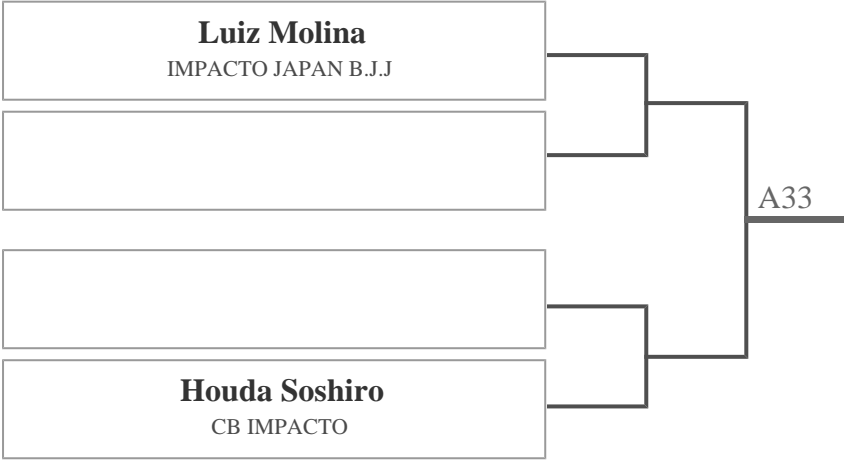 Luiz Molina
IMPACTO JAPAN B.J.J
A33
Houda Soshiro
CB IMPACTO